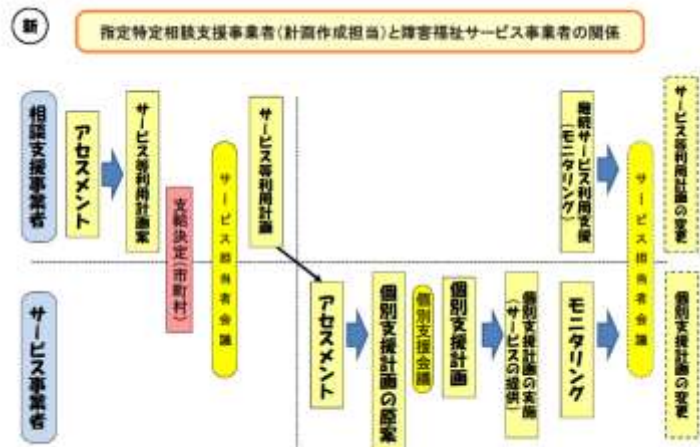 新
指定特定相談支援事業者(計画作成担当)と障害福祉サービス事業者の関係
相談支援事業者
アセスメント
サービス等利用計画案
支給決定(市町村)
サービス担当者会議
サービス等利用計画
継続サービス利用支援
(モニタリング)
サービス担当者会議
サービス等利用計画の変更
サービス事業者
アセスメント
個別支援計画の原案
個別支援会議
個別支援計画
個別支援計画の実施
(サービスの提供)
モニタリング
個別支援計画の変更